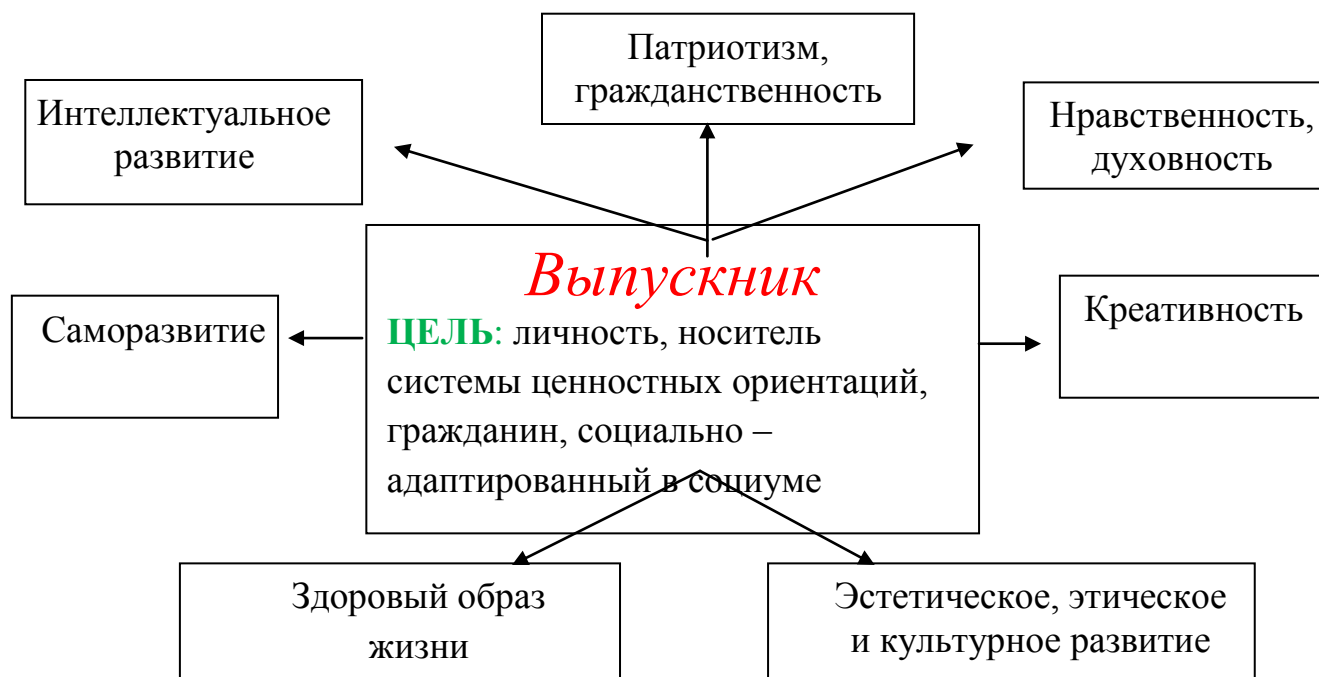 Патриотизм,
гражданственность
Интеллектуальное
развитие
Нравственность,
духовность
Выпускник
ЦЕЛЬ: личность, носитель
системы ценностных ориентаций,
гражданин, социально –
адаптированный в социуме
Саморазвитие
Креативность
Здоровый образ
жизни
Эстетическое, этическое
и культурное развитие